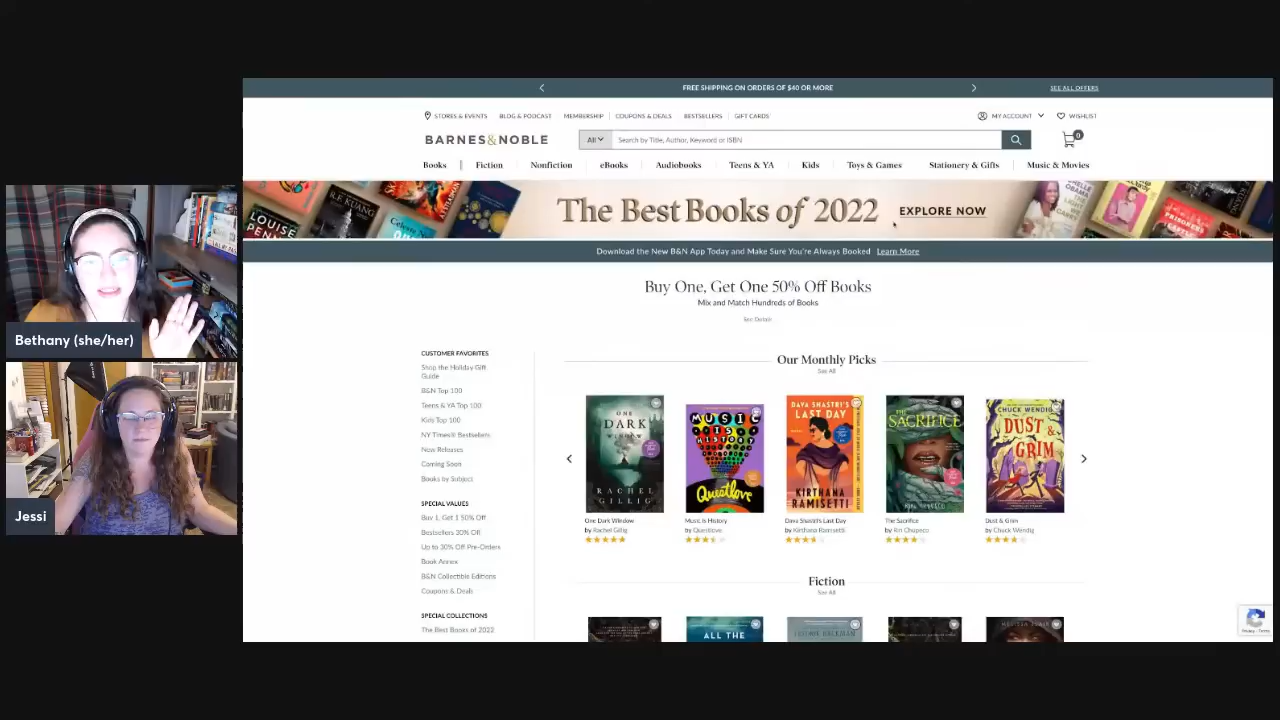 FREE SHIPPING ON ORDERS OF $40 OR MORE
SEE ALL OFFERS
STORES & EVENTS BLOG & PODCAST MEMBERSHIP COUPONS & DEALS BESTSELLERS GIFT CARDS
MY ACCOUNT WISHLIST
BARNES&NOBLE
All Search by Title, Author, Keyword or ISBN
0
Books Fiction Nonfiction eBooks Audiobooks Teens & YA Kids Toys & Games Stationery & Gifts Music & Movies
LOUISE
R.F. KUANG
The Best Books of 2022 EXPLORE NOW
Download the New B&N App Today and Make Sure You're Always Booked Learn More
Buy One, Get One 50% Off Books
Mix and Match Hundreds of Books
See Details
CUSTOMER FAVORITES
Shop the Holiday Gift
Guide
B&N Top 100
Teens & YA Top 100
Kids Top 100
NY Times® Bestsellers
New Releases
Coming Soon
Books by Subject
SPECIAL VALUES
Buy 1, Get 1 50% Off
Bestsellers 30% Off
Up to 30% Off Pre-Orders
Book Annex
B&N Collectible Editions
Coupons & Deals
SPECIAL COLLECTIONS
The Best Books of 2022
Our Monthly Picks
See All
ONE
DARK
WINDOW
RACHEL
GILLIG
MUSIC
IS
HISTORY
Questlove
DAVA SHASTRI'S
LAST DAY
KIRTHANA
RAMISETTI
THE
SACRIFICE
CHUCK WENDIG
DUST &
GRIM
One Dark Window
by Rachel Gillig
Music Is History
by Questlove
Dava Shastri's Last Day
by Kirthana Ramisetti
The Sacrifice
by Rin Chupeco
Dust & Grim
by Chuck Wendig
Fiction
See All
ALL THE
Privacy - Terms
Bethany (she/her)
Jessi